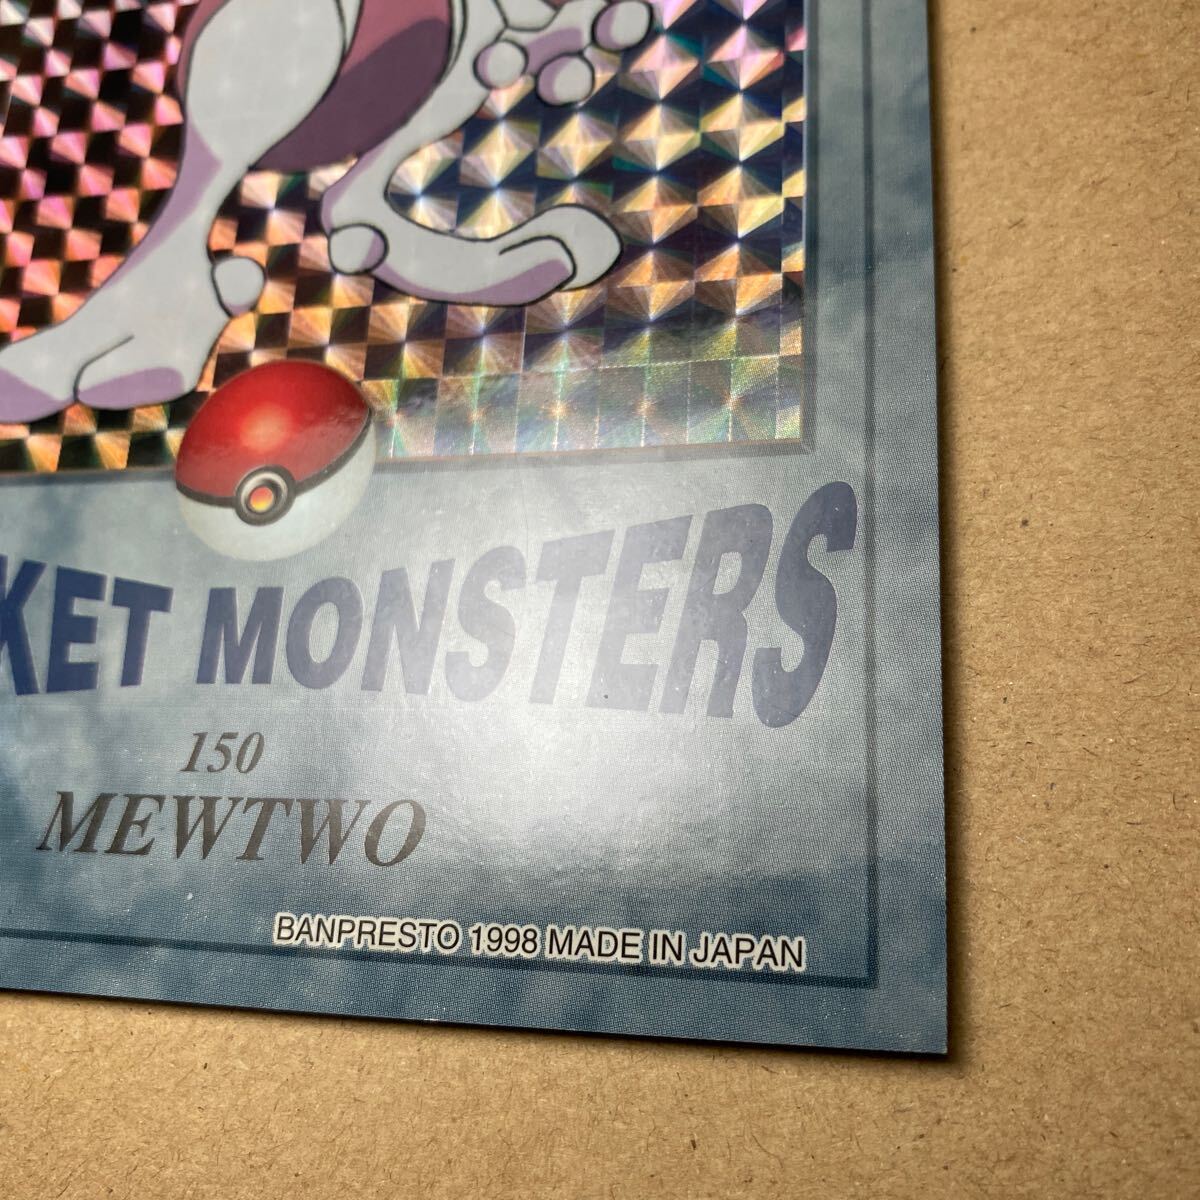 KET MONSTERS
150
MEWTWO
BANPRESTO 1998 MADE IN JAPAN